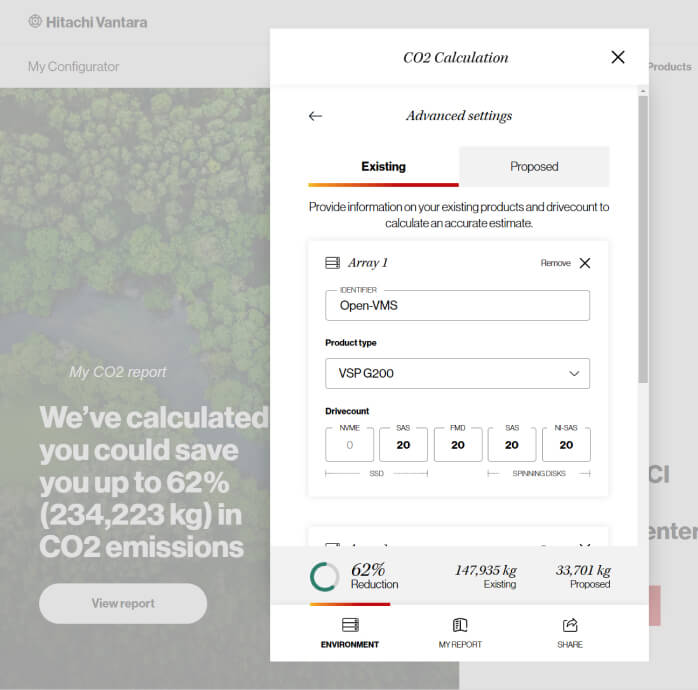 Hitachi Vantara
My Configurator
Products
CO2 Calculation
Advanced settings
Existing
Proposed
Provide information on your existing products and drivecount to
calculate an accurate estimate.
Array 1
Remove
IDENTIFIER
Open-VMS
Product type
VSP G200
Drivecount
NVME SAS FMD SAS NI-SAS
0 20 20 20 20
SSD SPINNING DISKS
My CO2 report
We've calculated
you could save
you up to 62%
(234,223 kg) in
CO2 emissions
View report
CI
enter
62%
Reduction
147,935 kg
Existing
33,701 kg
Proposed
ENVIRONMENT
MY REPORT
SHARE